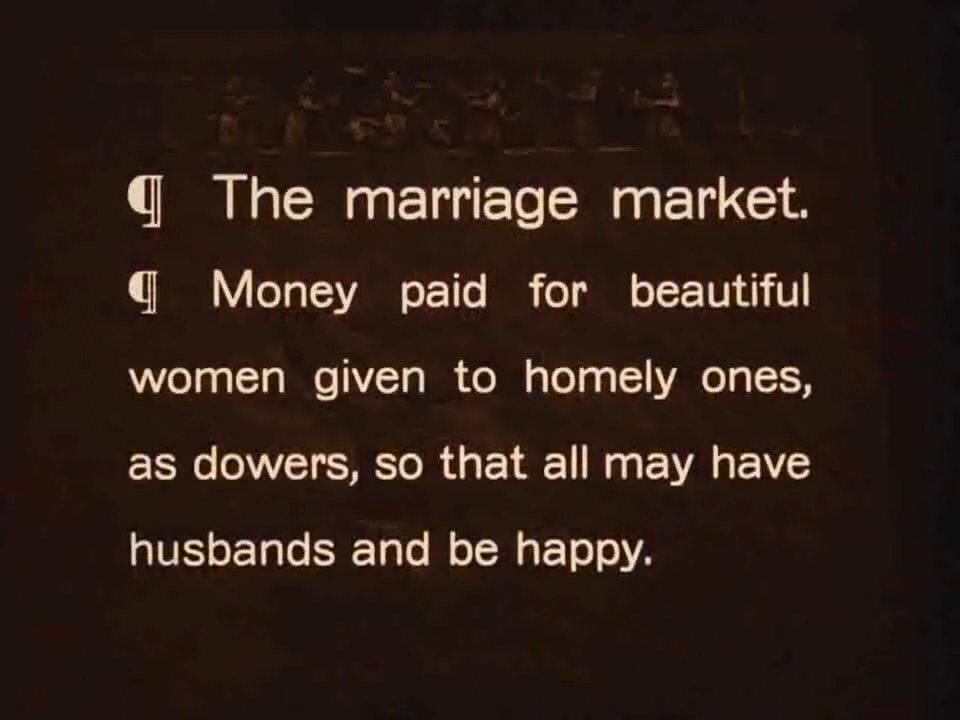 ¶ The marriage market.
¶ Money paid for beautiful
women given to homely ones,
as dowers, so that all may have
husbands and be happy.